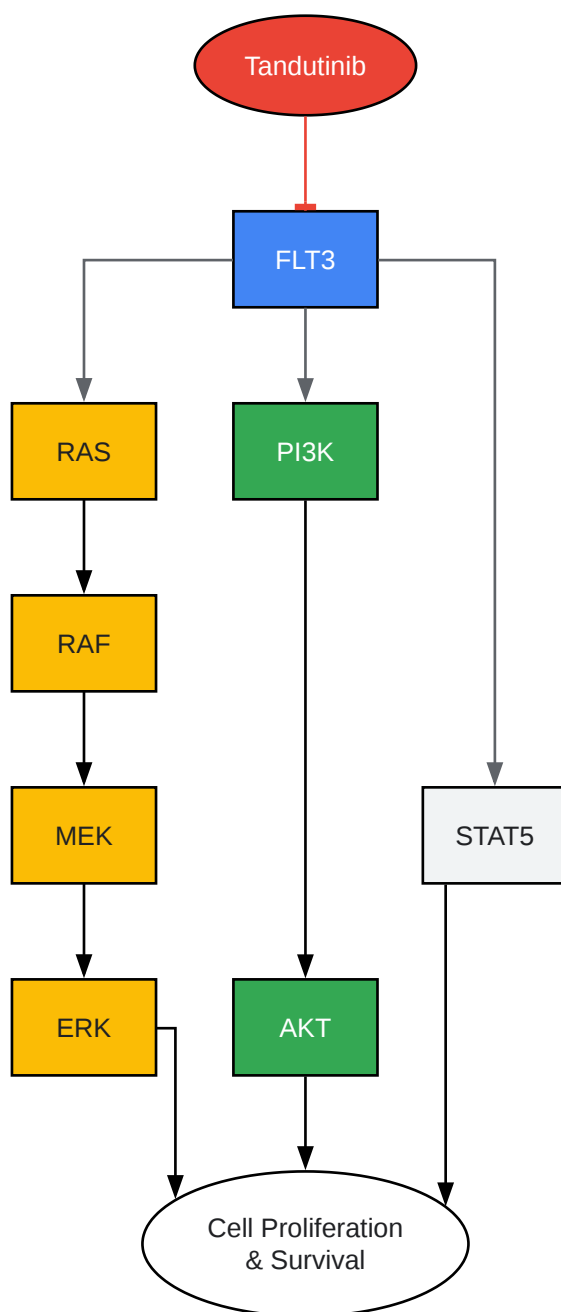 Tandutinib
FLT3
RAS
PI3K
RAF
MEK
STAT5
ERK
AKT
Cell Proliferation
& Survival